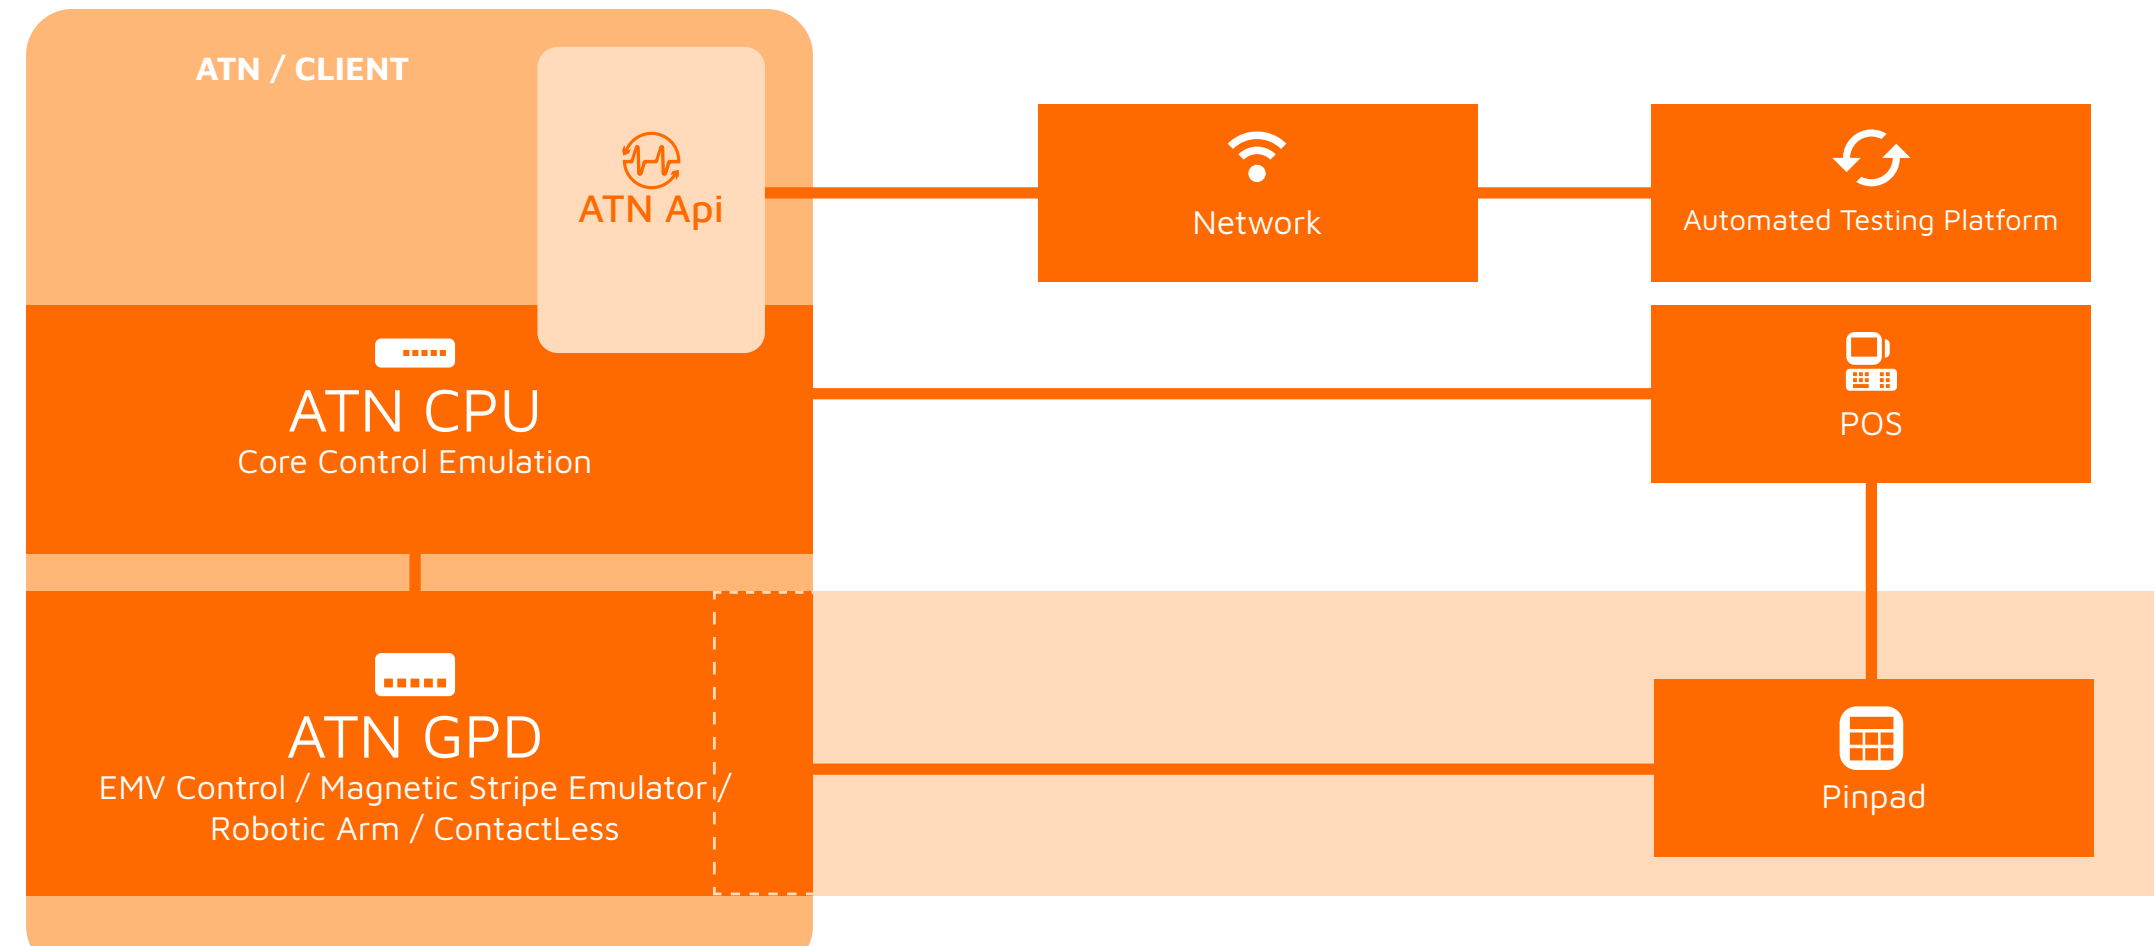 ATN / CLIENT
ATN Api
Network
Automated Testing Platform
ATN CPU
Core Control Emulation
POS
ATN GPD
EMV Control / Magnetic Stripe Emulator /
Robotic Arm / ContactLess
Pinpad